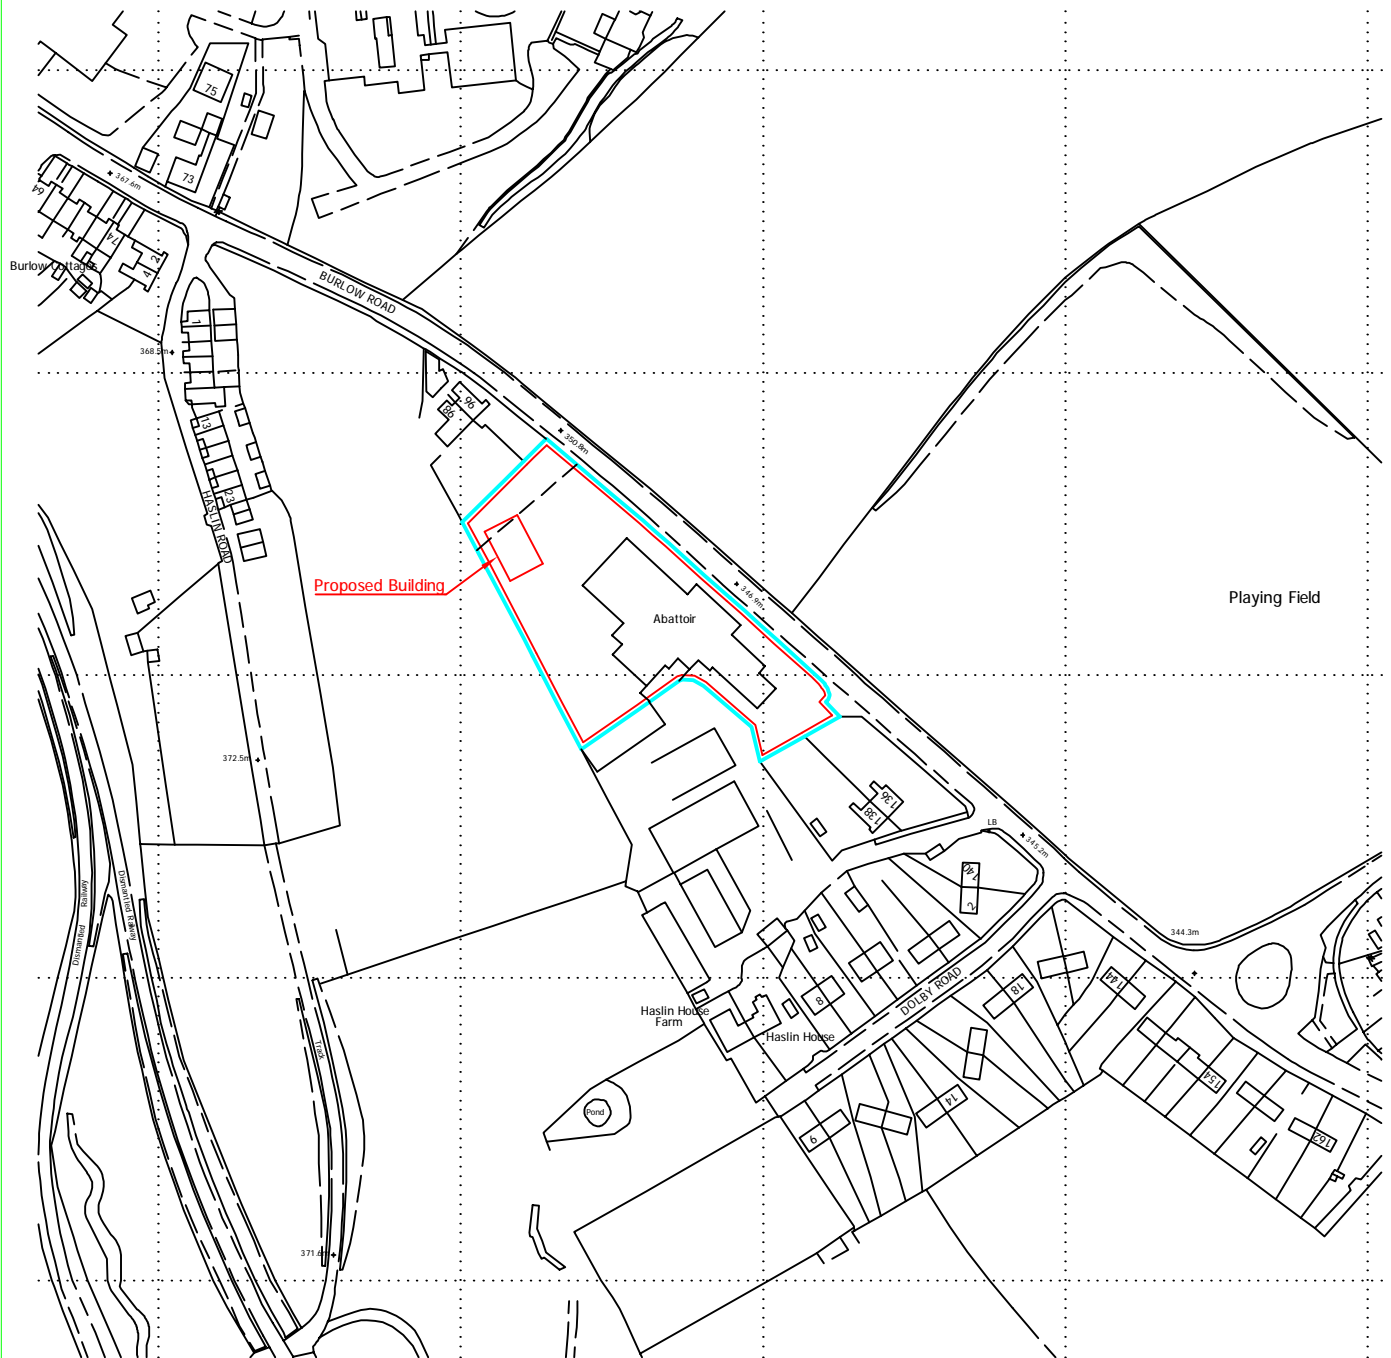 75
73
367.6m
64
74
2
4
Burlow Cottages
BURLOW ROAD
1
368.5m
96
98
13
350.8m
23
HASLIN ROAD
Proposed Building
346.9m
Abattoir
Playing Field
372.5m
136
138
LB
345.2m
140
2
Dismantled Railway
Dismantled Railway
344.3m
144
18
DOLBY ROAD
8
Haslin House
Farm
Haslin House
Track
154
14
Pond
9
162
371.6m